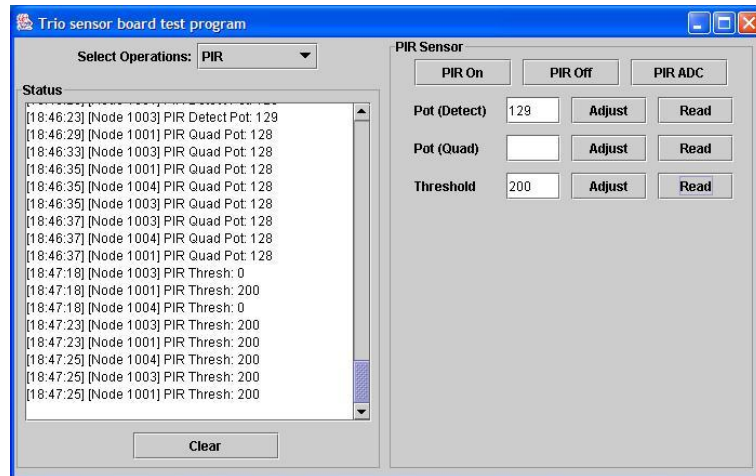 Trio sensor board test program
Select Operations: PIR
Status
[18:46:23] [Node 1003] PIR Detect Pot: 129
[18:46:29] [Node 1001] PIR Quad Pot: 128
[18:46:33] [Node 1003] PIR Quad Pot: 128
[18:46:35] [Node 1001] PIR Quad Pot: 128
[18:46:35] [Node 1004] PIR Quad Pot: 128
[18:46:35] [Node 1003] PIR Quad Pot: 128
[18:46:37] [Node 1003] PIR Quad Pot: 128
[18:46:37] [Node 1004] PIR Quad Pot: 128
[18:46:37] [Node 1001] PIR Quad Pot: 128
[18:47:18] [Node 1003] PIR Thresh: 0
[18:47:18] [Node 1001] PIR Thresh: 200
[18:47:18] [Node 1004] PIR Thresh: 0
[18:47:23] [Node 1003] PIR Thresh: 200
[18:47:23] [Node 1001] PIR Thresh: 200
[18:47:25] [Node 1004] PIR Thresh: 200
[18:47:25] [Node 1003] PIR Thresh: 200
[18:47:25] [Node 1001] PIR Thresh: 200
Clear
PIR Sensor
PIR On PIR Off PIR ADC
Pot (Detect) 129 Adjust Read
Pot (Quad) Adjust Read
Threshold 200 Adjust Read